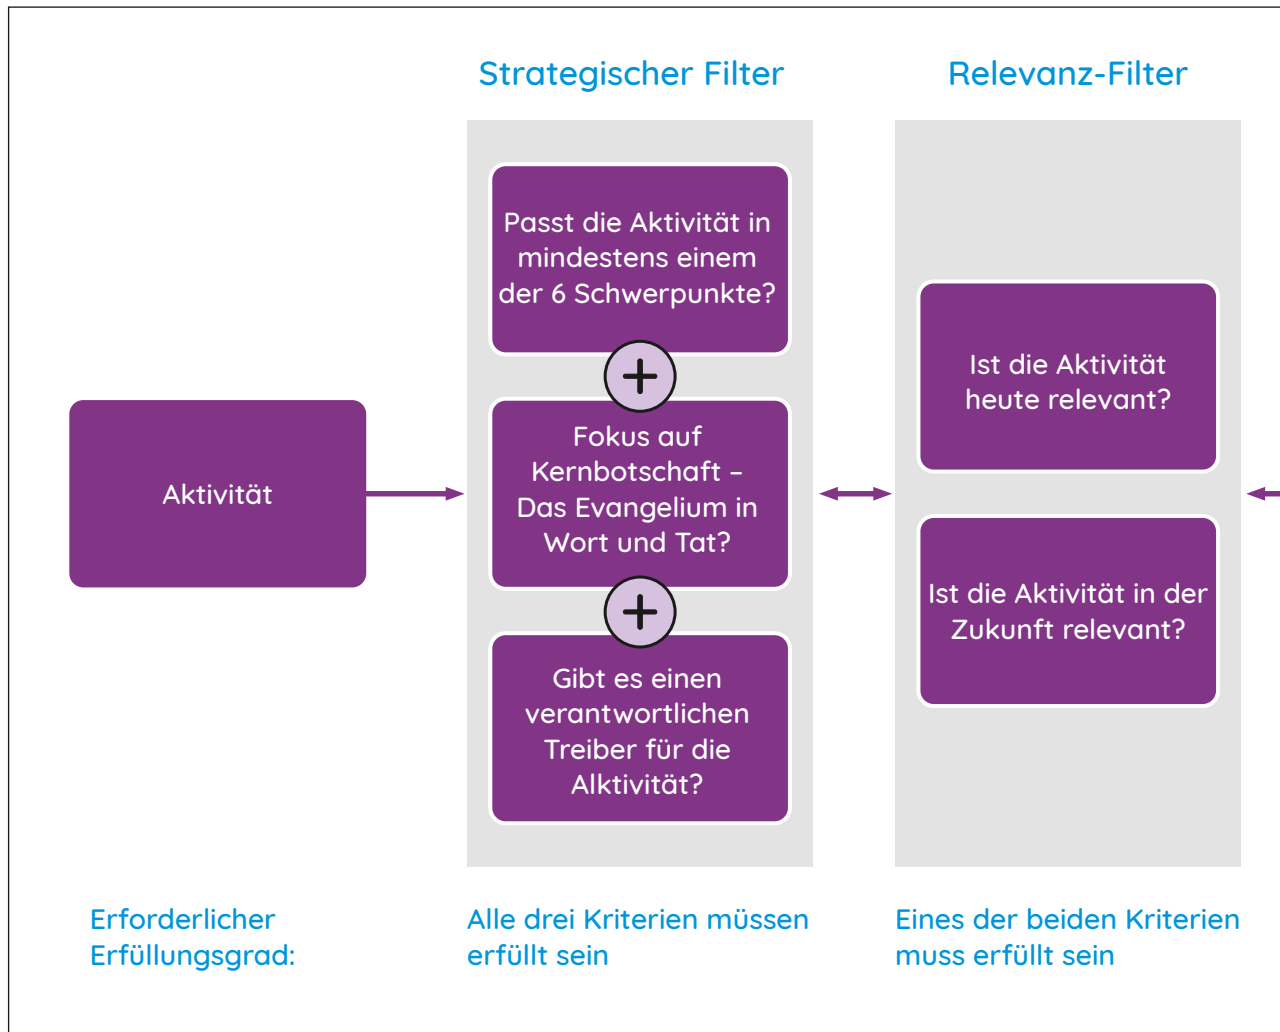 Strategischer Filter
Relevanz-Filter
Aktivität
Passt die Aktivität in
mindestens einem
der 6 Schwerpunkte?
+
Fokus auf
Kernbotschaft –
Das Evangelium in
Wort und Tat?
+
Gibt es einen
verantwortlichen
Treiber für die
Alktivität?
Ist die Aktivität
heute relevant?
Ist die Aktivität in der
Zukunft relevant?
Erforderlicher
Erfüllungsgrad:
Alle drei Kriterien müssen
erfüllt sein
Eines der beiden Kriterien
muss erfüllt sein